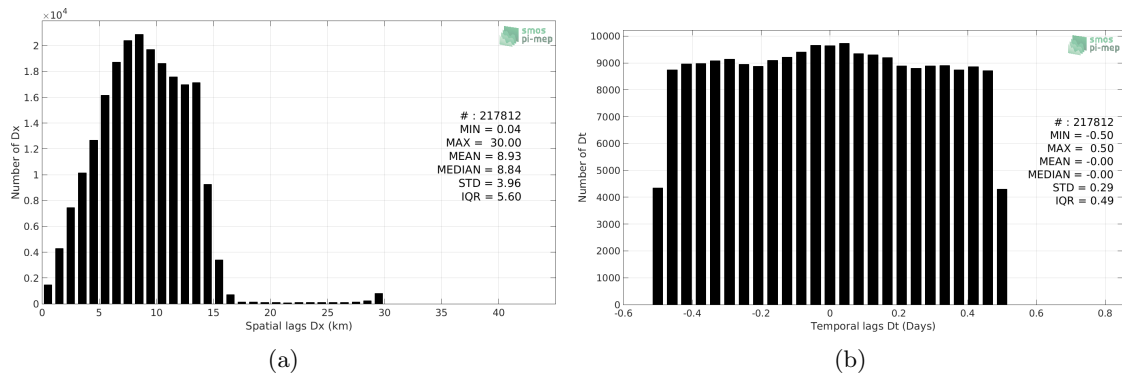 ×10⁴
2
1.8
1.6
1.4
1.2
1
0.8
0.6
0.4
0.2
0
Number of Dx
smos
pi-mep
# : 217812
MIN = 0.04
MAX = 30.00
MEAN = 8.93
MEDIAN = 8.84
STD = 3.96
IQR = 5.60
0 5 10 15 20 25 30 35 40
Spatial lags Dx (km)
(a)
10000
9000
8000
7000
6000
5000
4000
3000
2000
1000
0
Number of Dt
smos
pi-mep
# : 217812
MIN = -0.50
MAX = 0.50
MEAN = -0.00
MEDIAN = -0.00
STD = 0.29
IQR = 0.49
-0.6 -0.4 -0.2 0 0.2 0.4 0.6 0.8
Temporal lags Dt (Days)
(b)